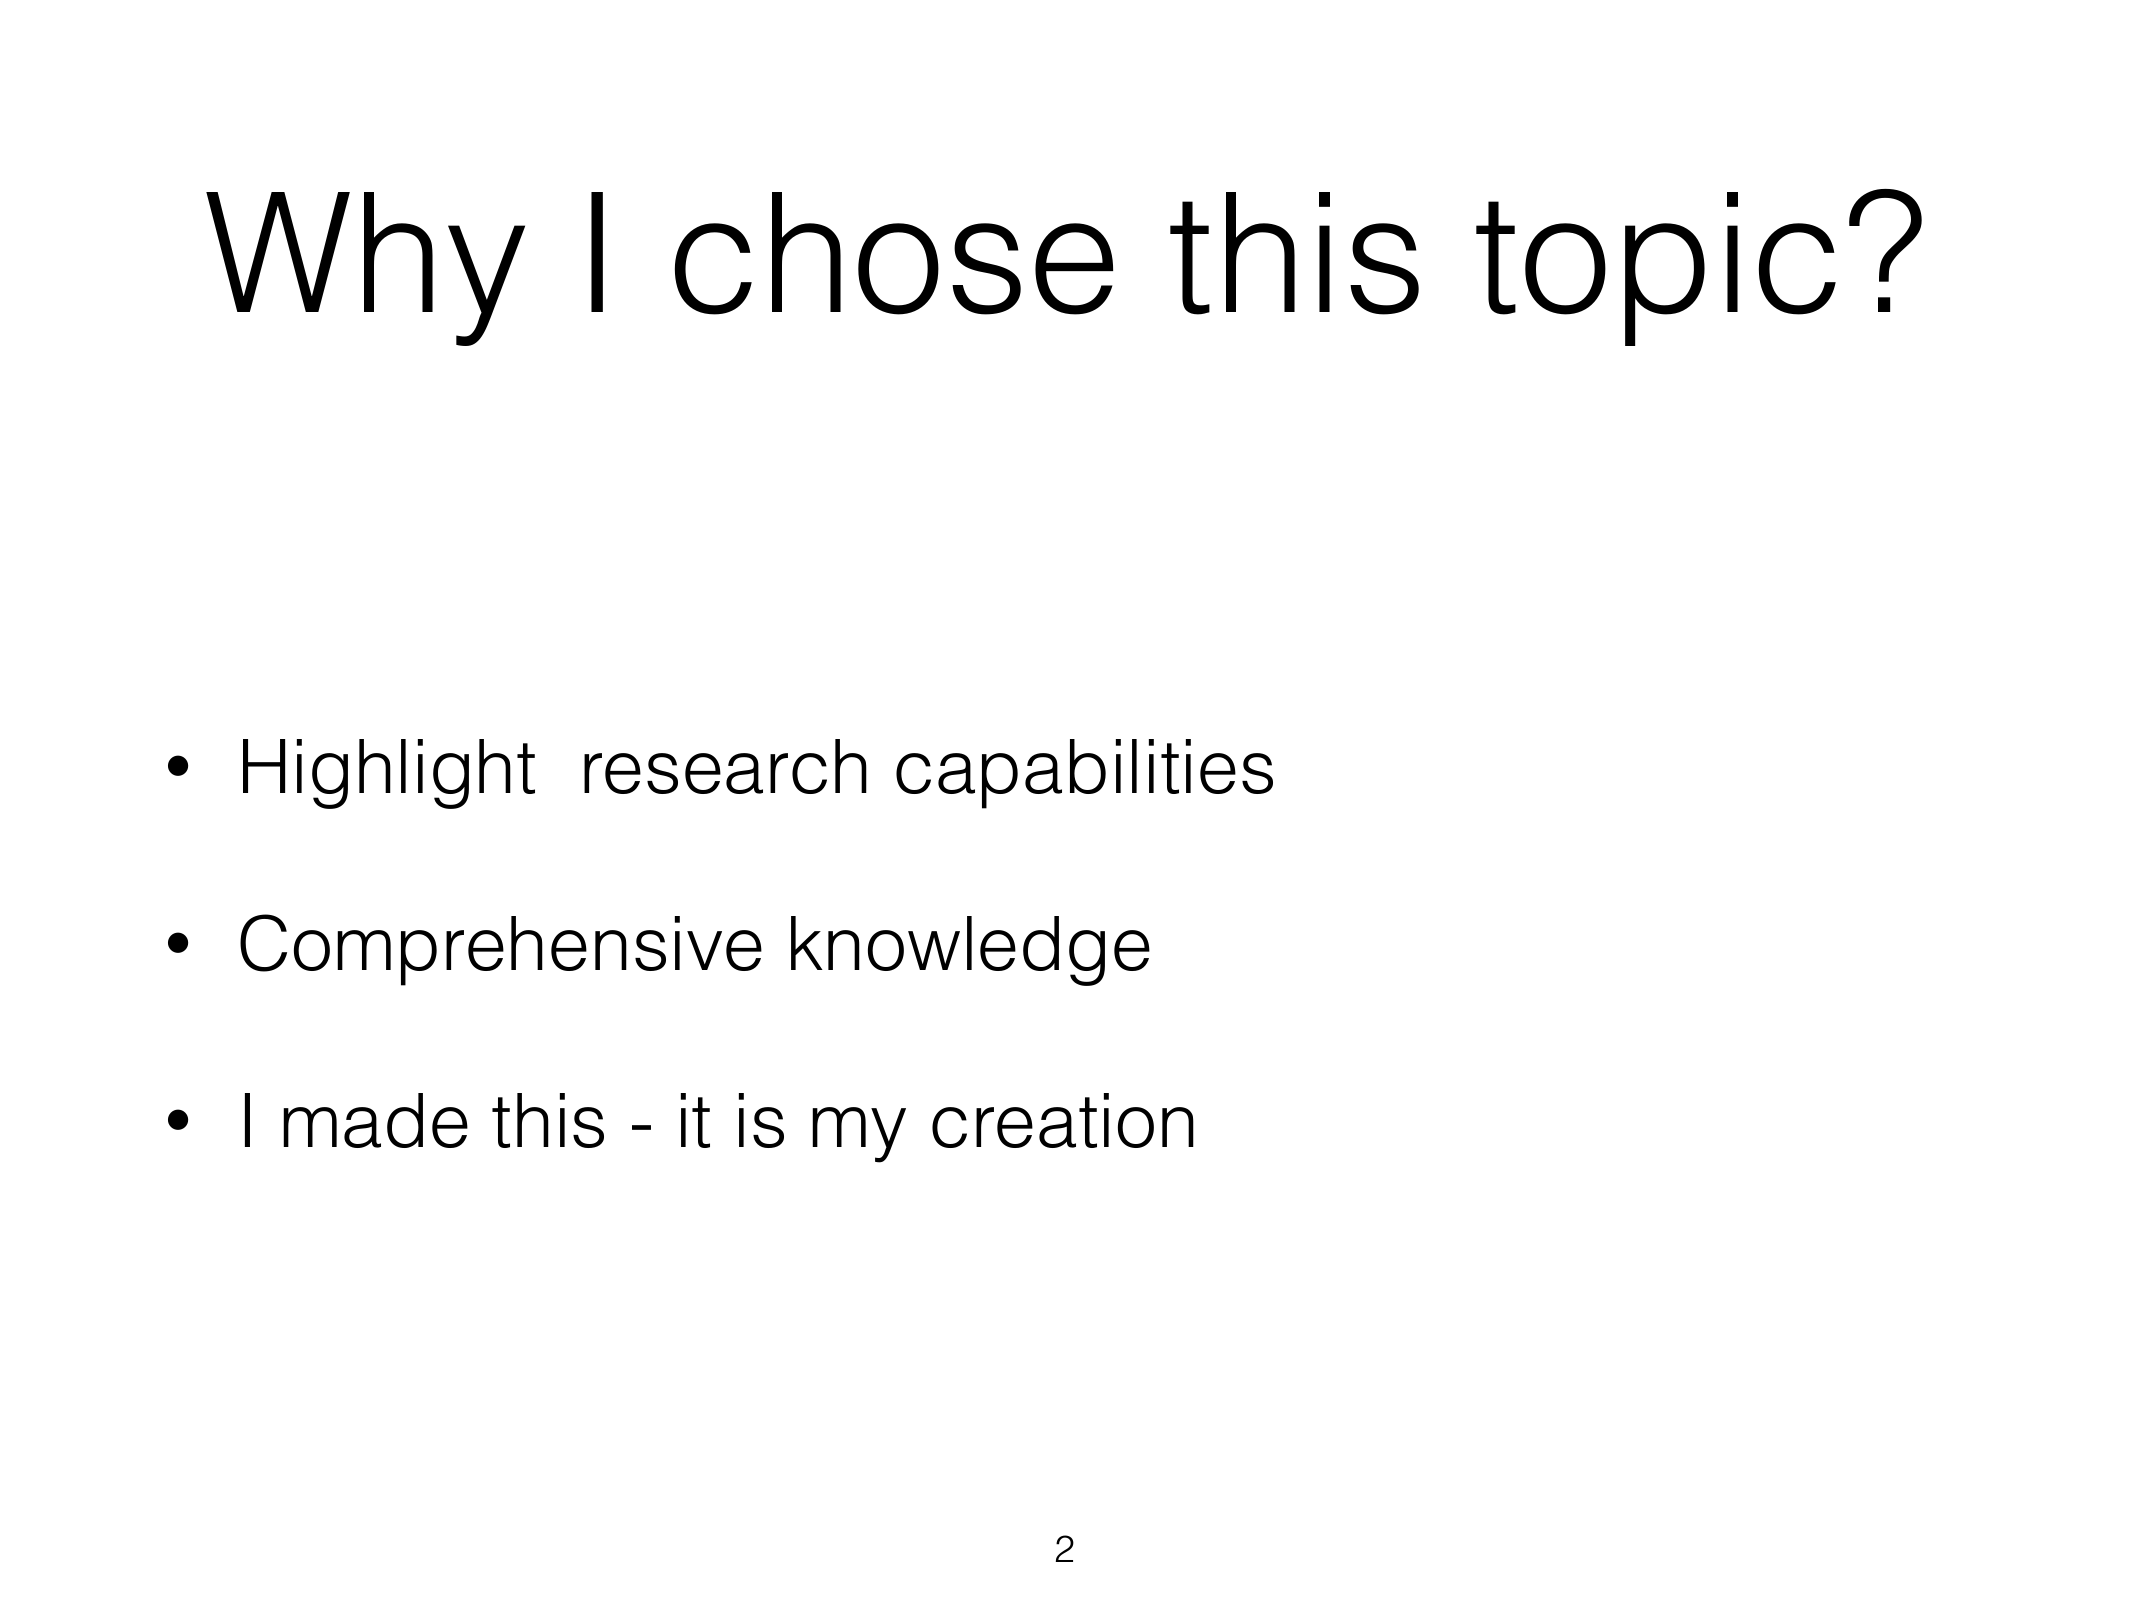 Why I chose this topic?
• Highlight  research capabilities
• Comprehensive knowledge
• I made this - it is my creation
2